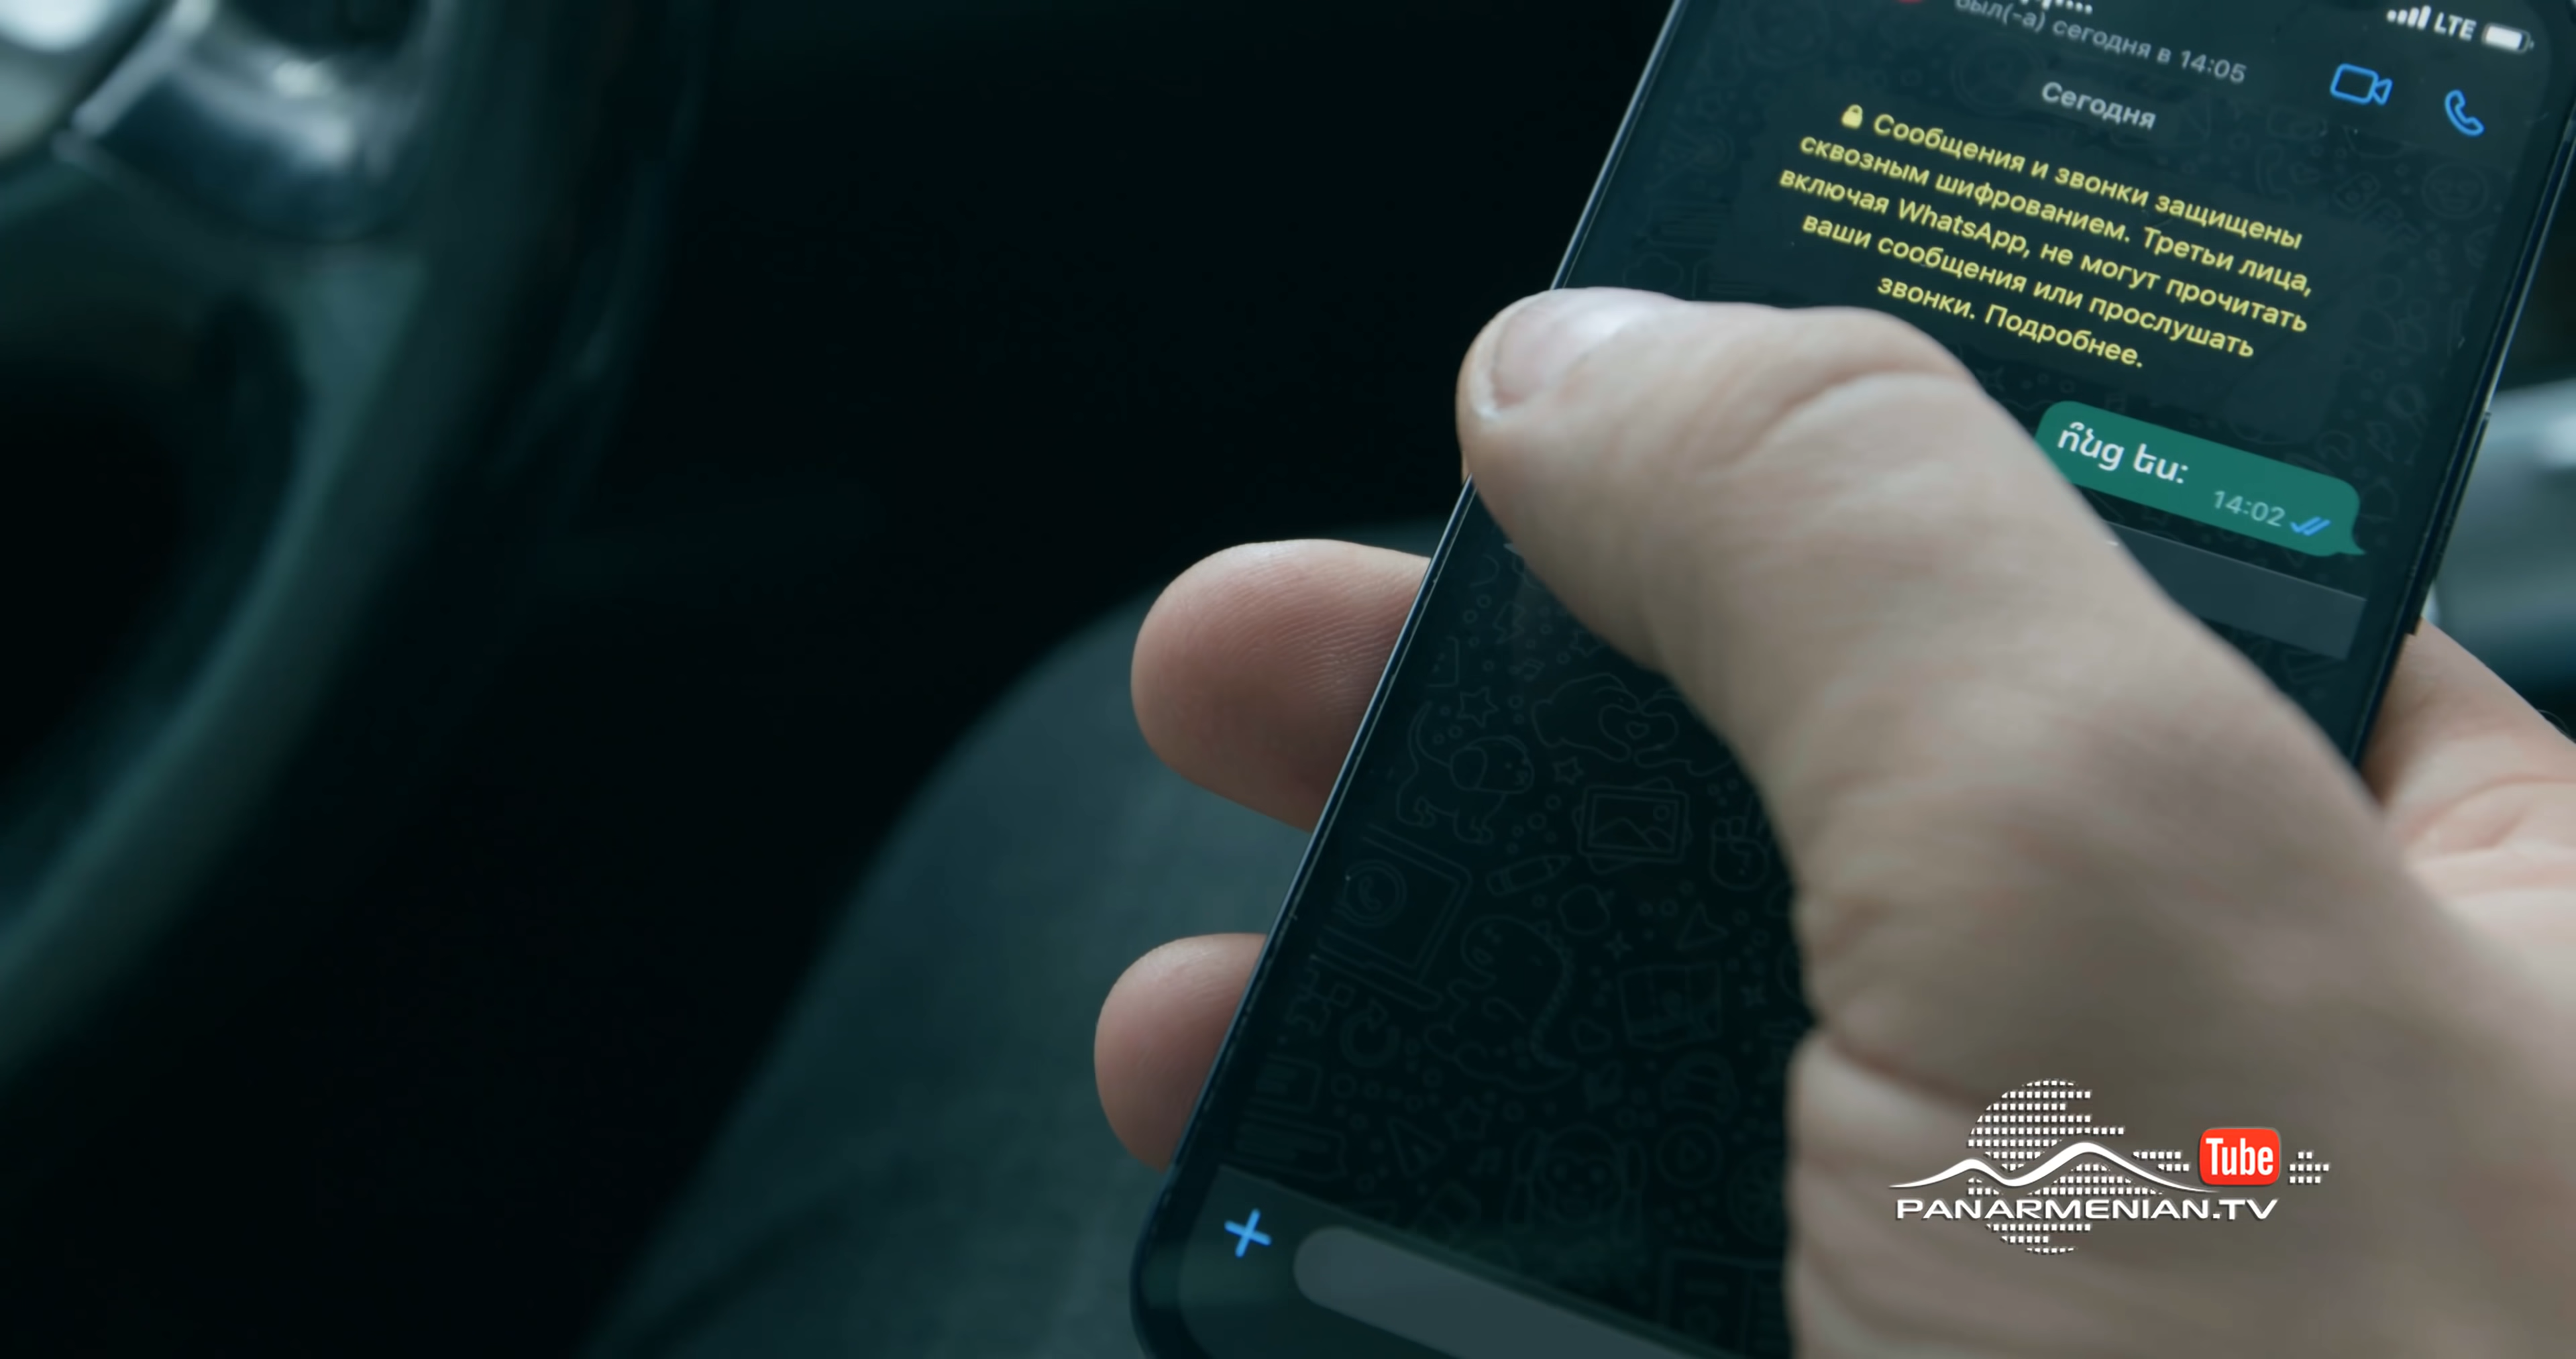 LTE
был(-а) сегодня в 14:05
Сегодня
Сообщения и звонки защищены
сквозным шифрованием. Третьи лица,
включая WhatsApp, не могут прочитать
ваши сообщения или прослушать
звонки. Подробнее.
ո՞նց ես:
14:02
Tube
PANARMENIAN.TV